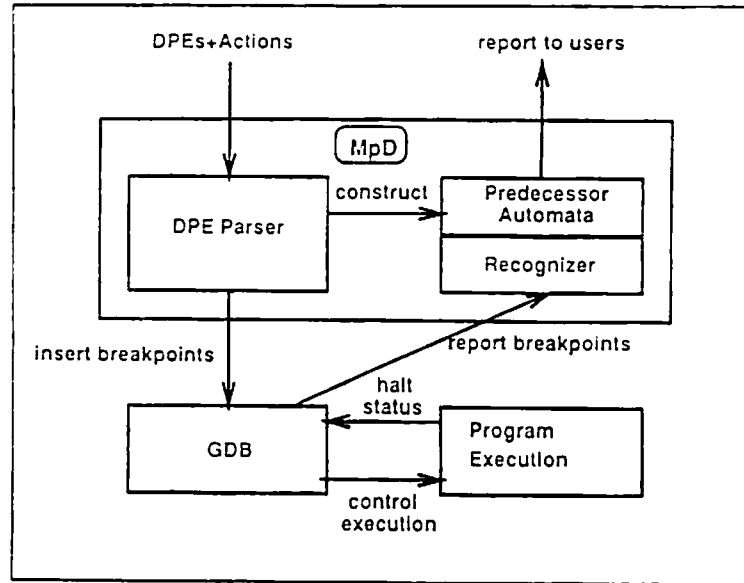 DPEs+Actions
report to users
MpD
construct
DPE Parser
Predecessor
Automata
Recognizer
insert breakpoints
report breakpoints
halt
status
GDB
Program
Execution
control
execution